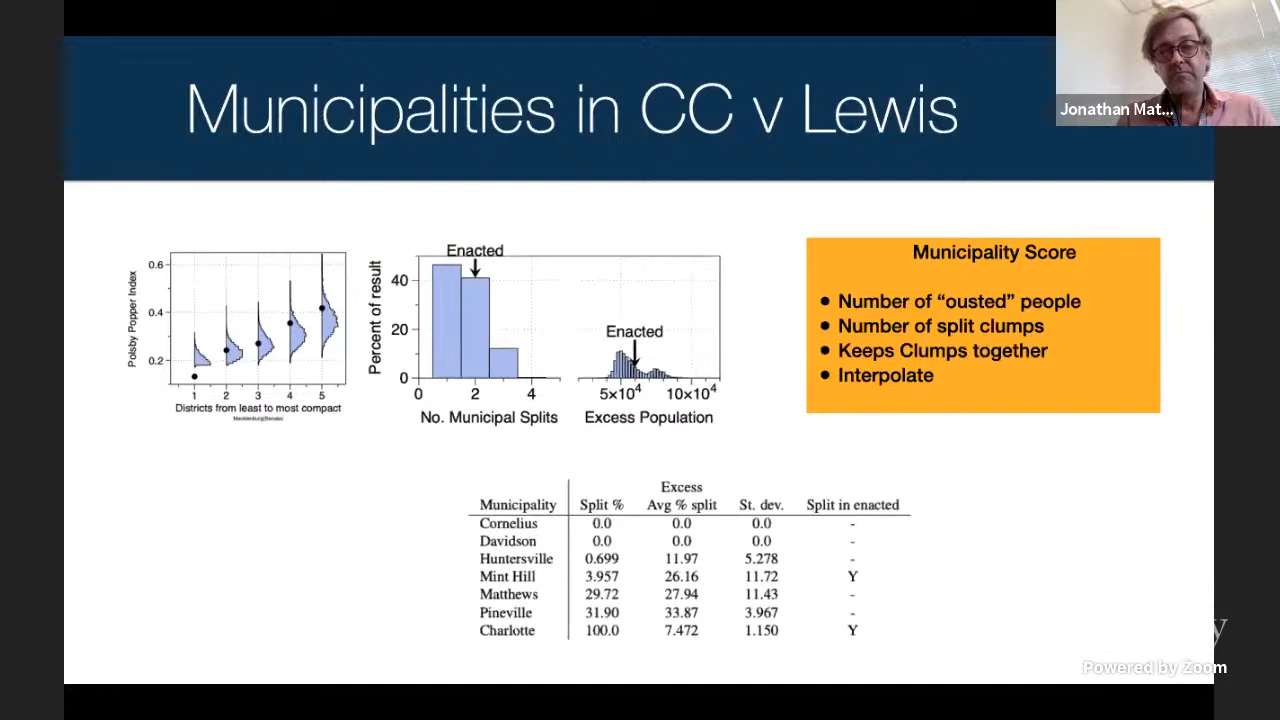 Municipalities in CC v Lewis
Jonathan Mat...
0.6
0.4
0.2
Polsby Popper Index
1 2 3 4 5
Districts from least to most compact
Mecklenburg(Senate)
Enacted
Percent of result
40
20
0
0 2 4
No. Municipal Splits
Enacted
5×10⁴ 10×10⁴
Excess Population
Municipality Score
• Number of “ousted” people
• Number of split clumps
• Keeps Clumps together
• Interpolate
Excess
Municipality Split % Avg % split St. dev. Split in enacted
Cornelius 0.0 0.0 0.0 -
Davidson 0.0 0.0 0.0 -
Huntersville 0.699 11.97 5.278 -
Mint Hill 3.957 26.16 11.72 Y
Matthews 29.72 27.94 11.43 -
Pineville 31.90 33.87 3.967 -
Charlotte 100.0 7.472 1.150 Y
Powered by Zoom